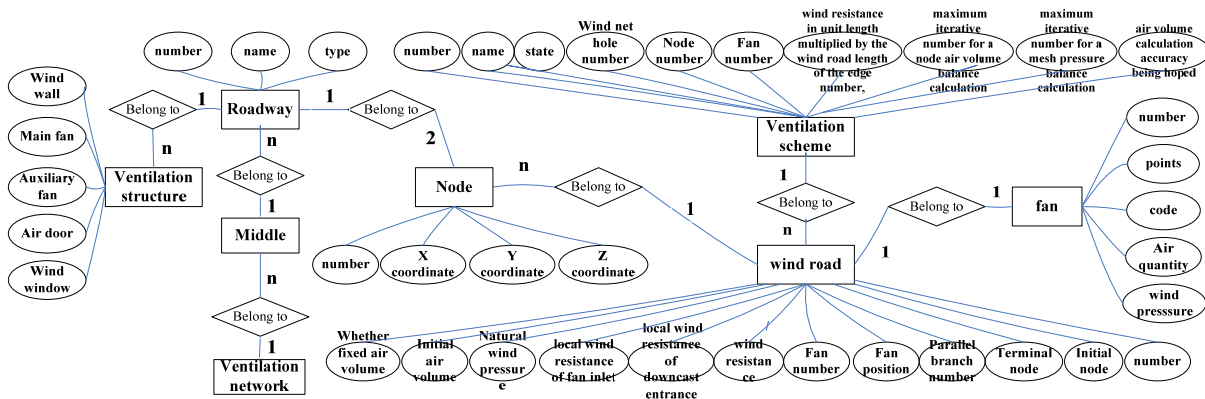 number
name
type
Wind
wall
Main fan
Auxiliary
fan
Air door
Wind
window
Belong to
1
Roadway
1
Belong to
n
Ventilation
structure
n
Belong to
1
Middle
n
Belong to
1
Ventilation
network
2
Node
n
Belong to
1
number
X
coordinate
Y
coordinate
Z
coordinate
number
name
state
Wind net
hole
number
Node
number
Fan
number
wind resistance
in unit length
multiplied by the
wind road length
of the edge
number,
maximum
iterative
number for a
node air volume
balance
calculation
maximum
iterative
number for a
mesh pressure
balance
calculation
air volume
calculation
accuracy
being hoped
Ventilation
scheme
1
Belong to
n
wind road
1
Belong to
1
fan
number
points
code
Air
quantity
wind
presssure
Whether
fixed air
volume
Initial
air
volume
Natural
wind
pressur
e
local wind
resistance
of fan inlet
local wind
resistance
of
downcast
entrance
wind
resistan
ce
Fan
number
Fan
position
Parallel
branch
number
Terminal
node
Initial
node
number